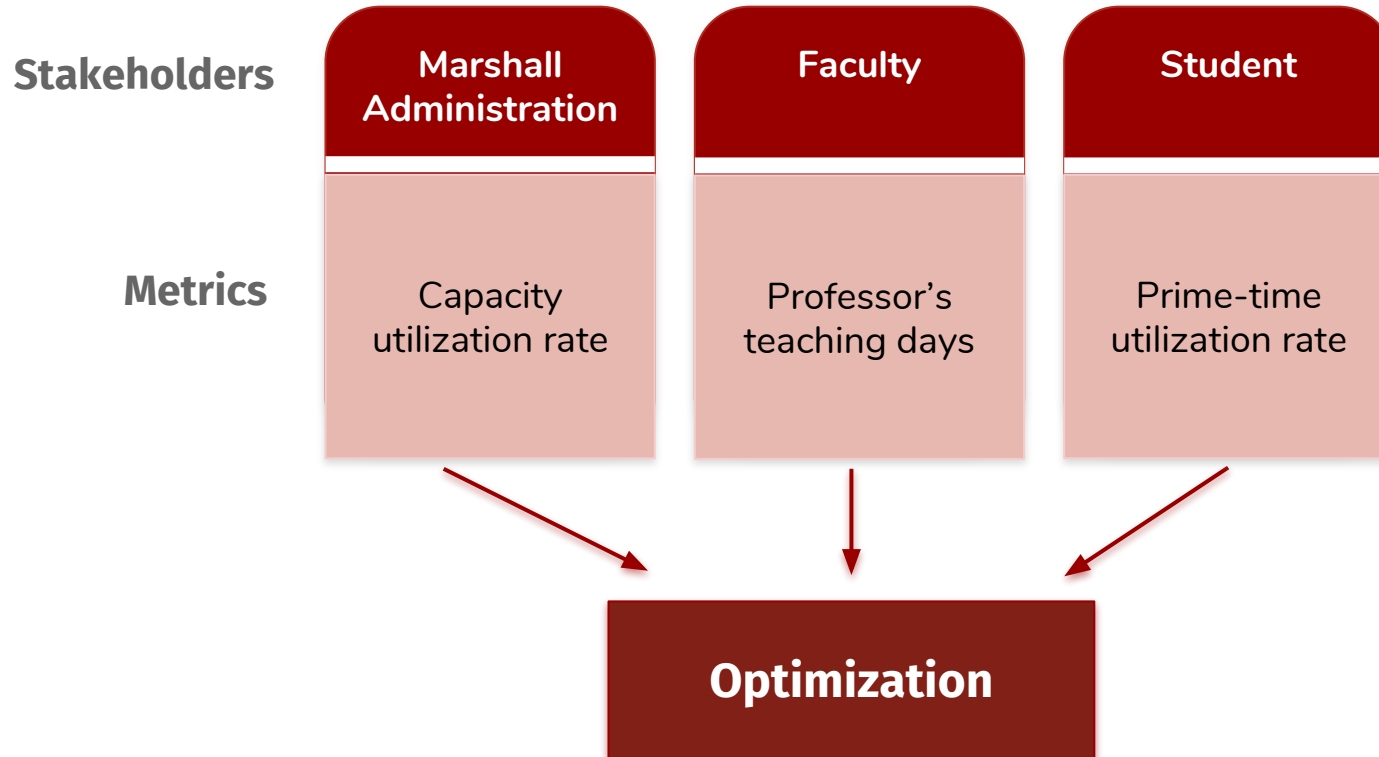 Stakeholders
Marshall
Administration
Faculty
Student
Metrics
Capacity
utilization rate
Professor’s
teaching days
Prime-time
utilization rate
Optimization